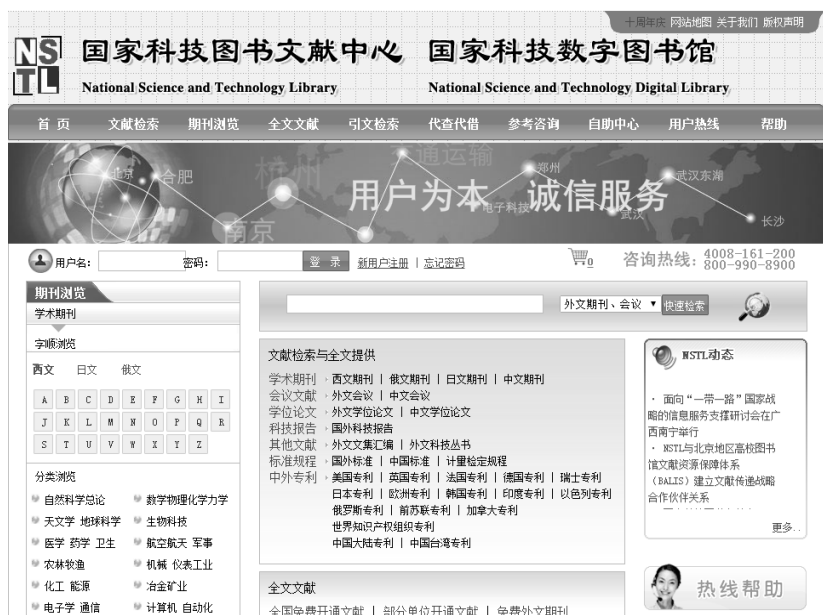 十周年庆 网站地图 关于我们 版权声明
NSTL
国家科技图书文献中心 国家科技数字图书馆
National Science and Technology Library National Science and Technology Digital Library
首 页 文献检索 期刊浏览 全文文献 引文检索 代查代借 参考咨询 自助中心 用户热线 帮助
北京 合肥 杭州 交通运输 郑州 武汉东湖
用户为本 诚信服务
电子科技 武汉 长沙
南京
用户名: 密码: 登 录 新用户注册 | 忘记密码 0 咨询热线: 4008-161-200
800-990-8900
期刊浏览
学术期刊
字顺浏览
西文 日文 俄文
A B C D E F G H I
J K L M N O P Q R
S T U V W X Y Z
分类浏览
自然科学总论 数学物理化学力学
天文学 地球科学 生物科技
医学 药学 卫生 航空航天 军事
农林牧渔 机械 仪表工业
化工 能源 冶金矿业
电子学 通信 计算机 自动化
外文期刊、会议 ▼ 快速检索
文献检索与全文提供
学术期刊 西文期刊 | 俄文期刊 | 日文期刊 | 中文期刊
会议文献 外文会议 | 中文会议
学位论文 外文学位论文 | 中文学位论文
科技报告 国外科技报告
其他文献 外文文集汇编 | 外文科技丛书
标准规程 国外标准 | 中国标准 | 计量检定规程
中外专利 美国专利 | 英国专利 | 法国专利 | 德国专利 | 瑞士专利
日本专利 | 欧洲专利 | 韩国专利 | 印度专利 | 以色列专利
俄罗斯专利 | 前苏联专利 | 加拿大专利
世界知识产权组织专利
中国大陆专利 | 中国台湾专利
全文文献
全国免费开通文献 | 部分单位开通文献 | 免费外文期刊
NSTL动态
· 面向“一带一路”国家战
略的信息服务支撑研讨会在广
西南宁举行
· NSTL与北京地区高校图书
馆文献资源保障体系
(BALIS)建立文献传递战略
合作伙伴关系
更多..
热线帮助